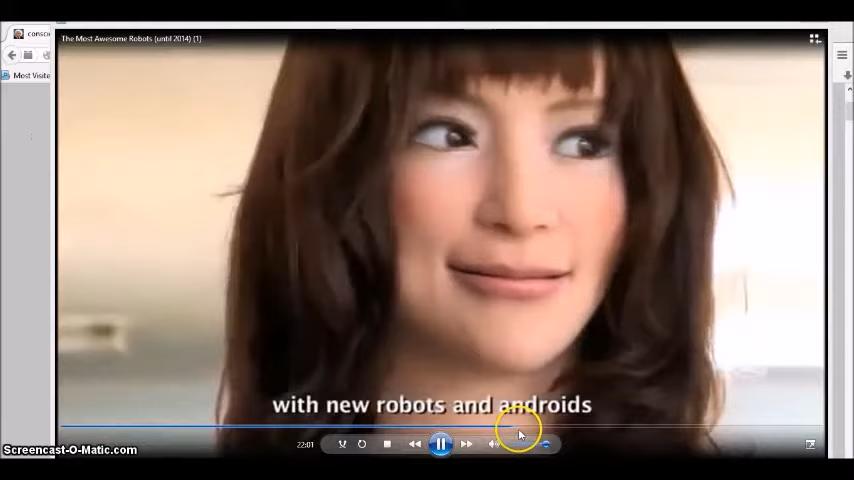 consci
Most Visite
The Most Awesome Robots (until 2014) (1)
with new robots and androids
22:01
Screencast-O-Matic.com